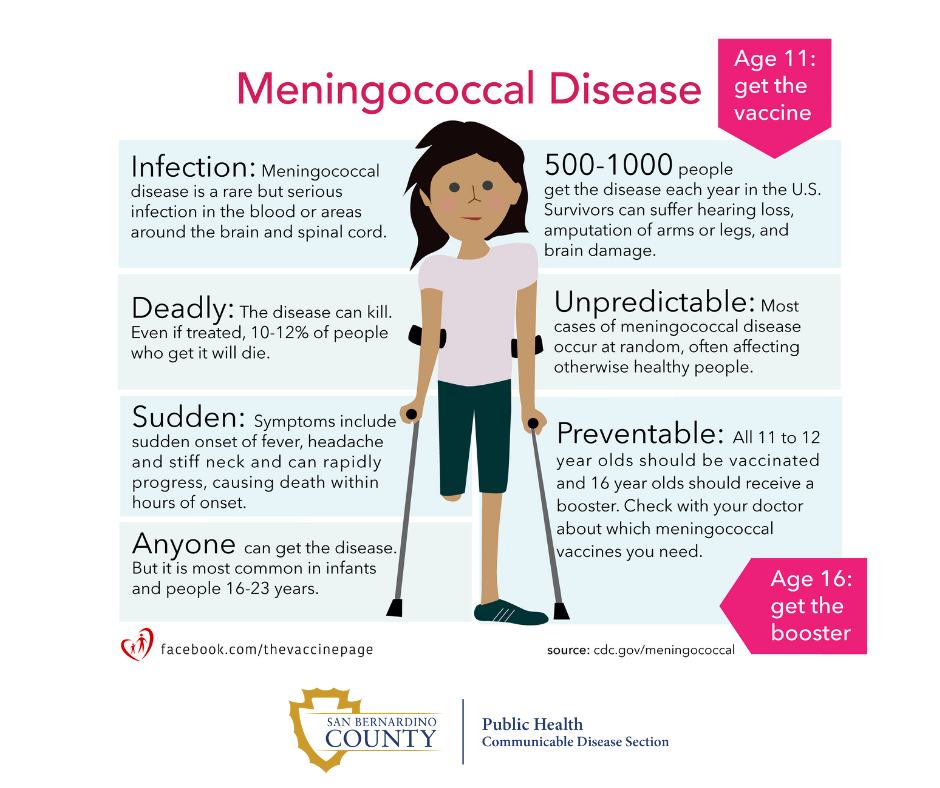 Meningococcal Disease
Age 11:
get the
vaccine
Infection: Meningococcal
disease is a rare but serious
infection in the blood or areas
around the brain and spinal cord.
500-1000 people
get the disease each year in the U.S.
Survivors can suffer hearing loss,
amputation of arms or legs, and
brain damage.
Deadly: The disease can kill.
Even if treated, 10-12% of people
who get it will die.
Unpredictable: Most
cases of meningococcal disease
occur at random, often affecting
otherwise healthy people.
Sudden: Symptoms include
sudden onset of fever, headache
and stiff neck and can rapidly
progress, causing death within
hours of onset.
Preventable: All 11 to 12
year olds should be vaccinated
and 16 year olds should receive a
booster. Check with your doctor
about which meningococcal
vaccines you need.
Anyone can get the disease.
But it is most common in infants
and people 16-23 years.
Age 16:
get the
booster
facebook.com/thevaccinepage
source: cdc.gov/meningococcal
SAN BERNARDINO
COUNTY
Public Health
Communicable Disease Section